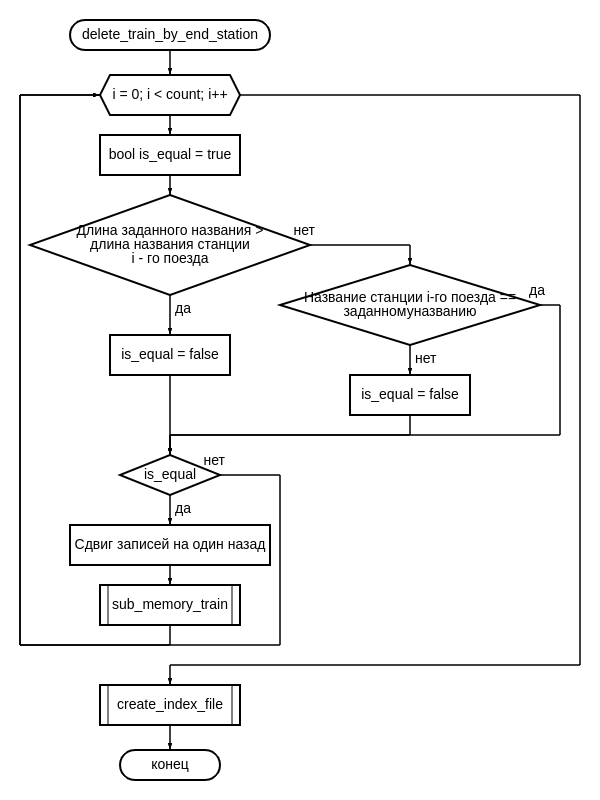 delete_train_by_end_station
i = 0; i < count; i++
bool is_equal = true
Длина заданного названия >
длина названия станции
i - го поезда
нет
да
Название станции i-го поезда ==
заданномуназванию
да
нет
is_equal = false
is_equal = false
is_equal
нет
да
Сдвиг записей на один назад
sub_memory_train
create_index_file
конец